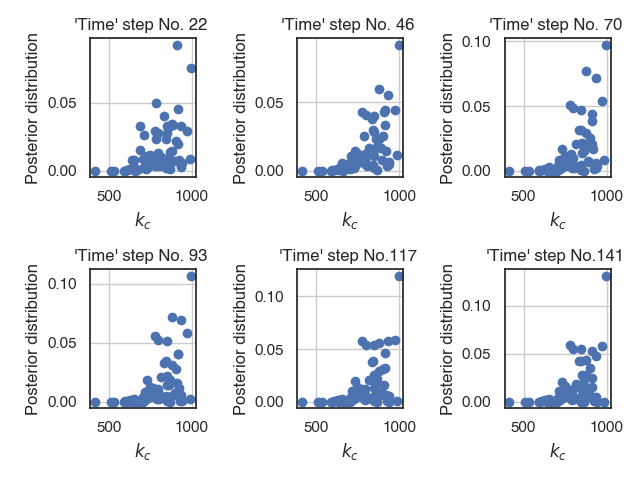 'Time' step No. 22
'Time' step No. 46
'Time' step No. 70
Posterior distribution
0.05
0.00
500
1000
k_c
Posterior distribution
0.05
0.00
500
1000
k_c
Posterior distribution
0.10
0.05
0.00
500
1000
k_c
'Time' step No. 93
'Time' step No.117
'Time' step No.141
Posterior distribution
0.10
0.05
0.00
500
1000
k_c
Posterior distribution
0.10
0.05
0.00
500
1000
k_c
Posterior distribution
0.10
0.05
0.00
500
1000
k_c